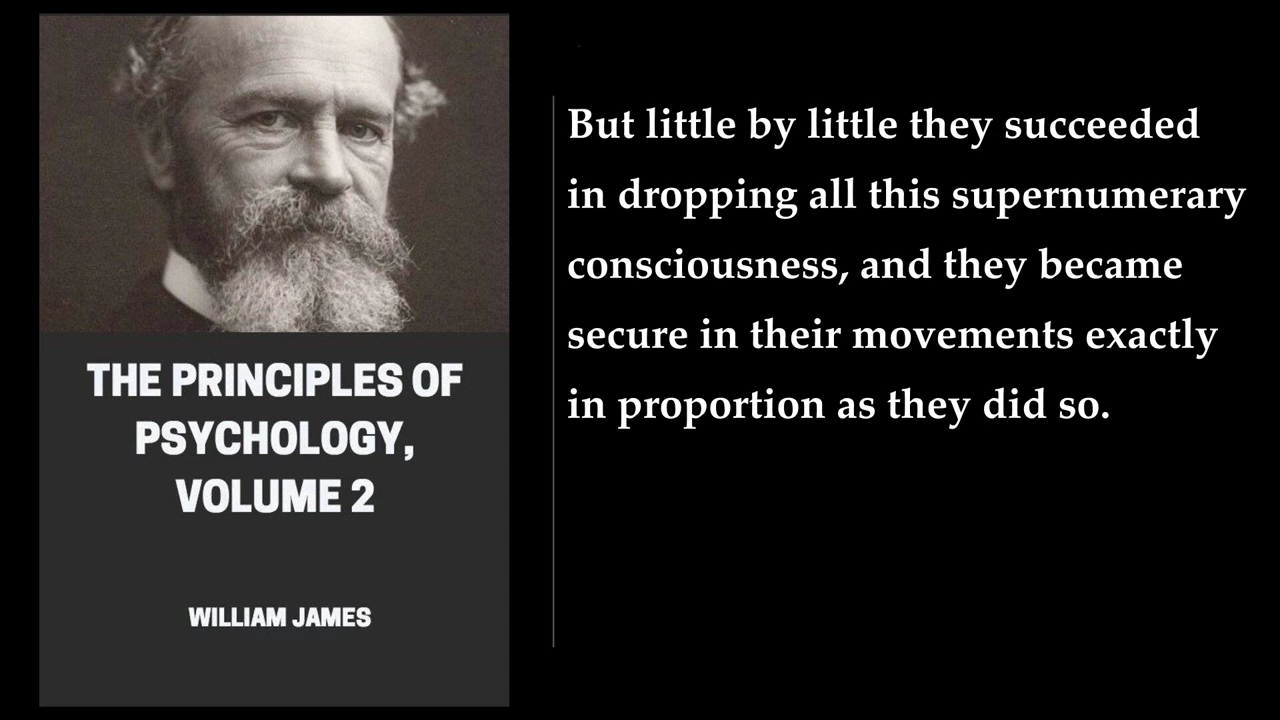 THE PRINCIPLES OF
PSYCHOLOGY,
VOLUME 2
WILLIAM JAMES
But little by little they succeeded
in dropping all this supernumerary
consciousness, and they became
secure in their movements exactly
in proportion as they did so.